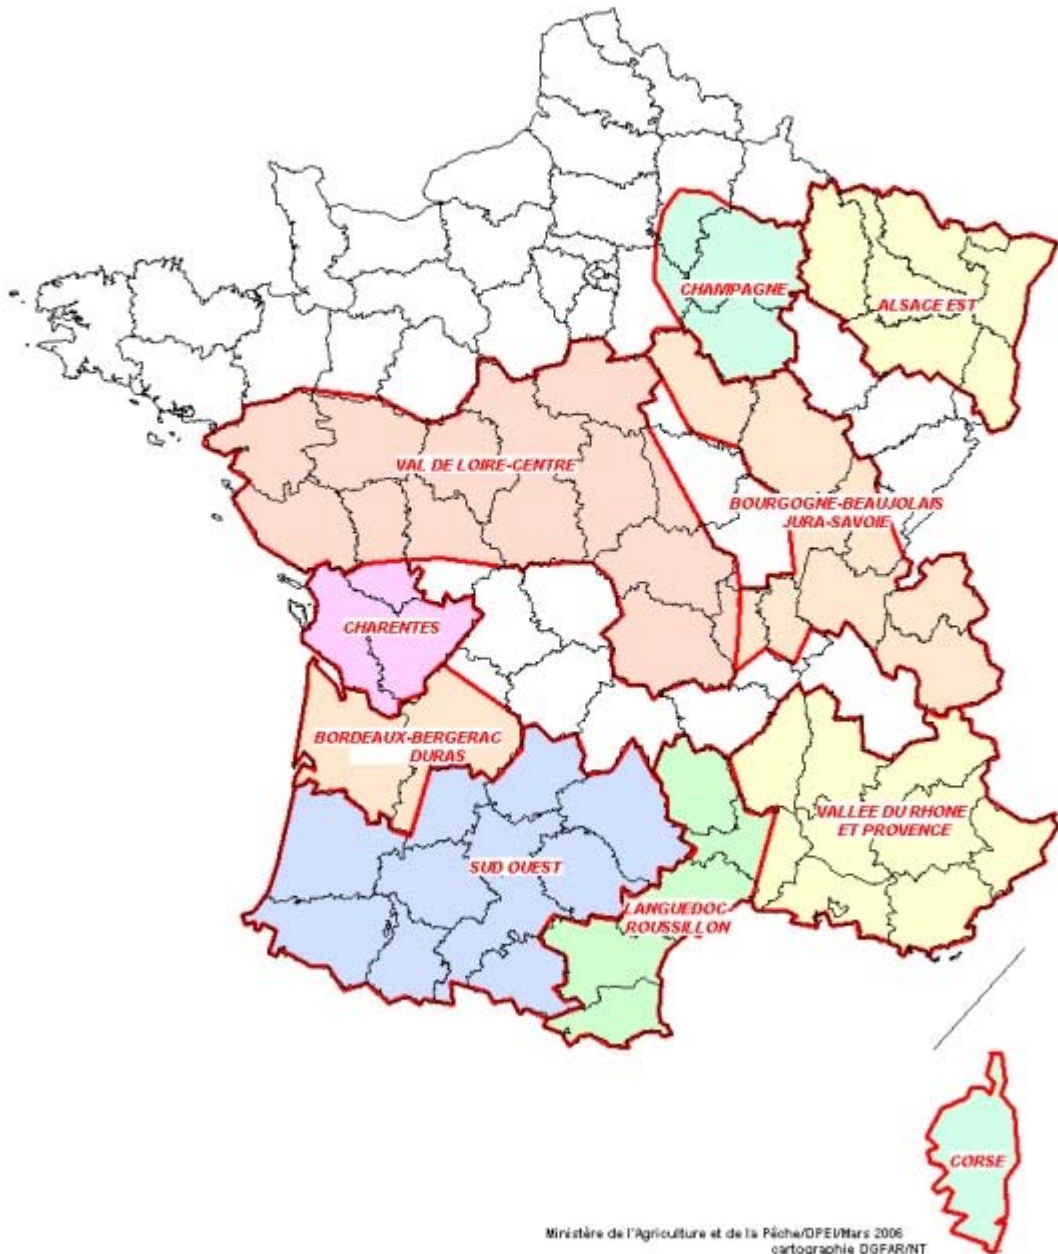 CHAMPAGNE
ALSACE EST
VAL DE LOIRE-CENTRE
BOURGOGNE-BEAUJOLAIS
JURA-SAVOIE
CHARENTES
BORDEAUX-BERGERAC
DURAS
VALLEE DU RHONE
ET PROVENCE
SUD OUEST
LANGUEDOC
ROUSSILLON
CORSE
Ministère de l'Agriculture et de la Pêche/DPEI/Mars 2006
cartographie DGFAR/NT